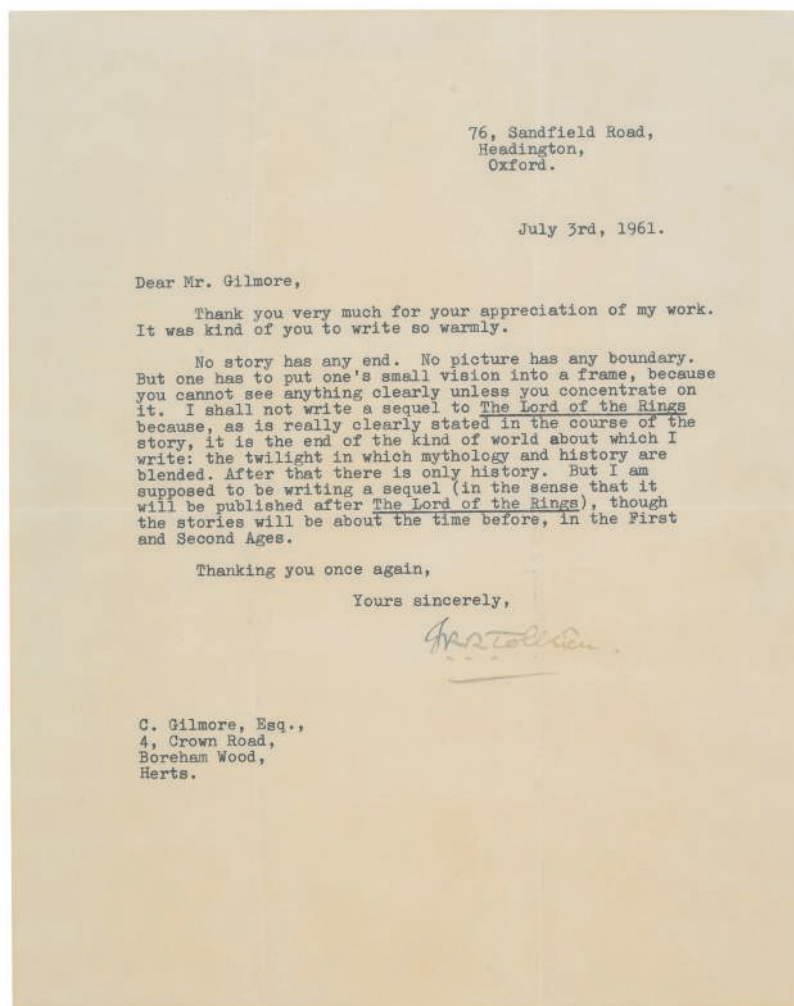 76, Sandfield Road,
Headington,
Oxford.
July 3rd, 1961.
Dear Mr. Gilmore,
Thank you very much for your appreciation of my work.
It was kind of you to write so warmly.
No story has any end. No picture has any boundary.
But one has to put one's small vision into a frame, because
you cannot see anything clearly unless you concentrate on
it. I shall not write a sequel to The Lord of the Rings
because, as is really clearly stated in the course of the
story, it is the end of the kind of world about which I
write: the twilight in which mythology and history are
blended. After that there is only history. But I am
supposed to be writing a sequel (in the sense that it
will be published after The Lord of the Rings), though
the stories will be about the time before, in the First
and Second Ages.
Thanking you once again,
Yours sincerely,
JRRTolkien.
C. Gilmore, Esq.,
4, Crown Road,
Boreham Wood,
Herts.